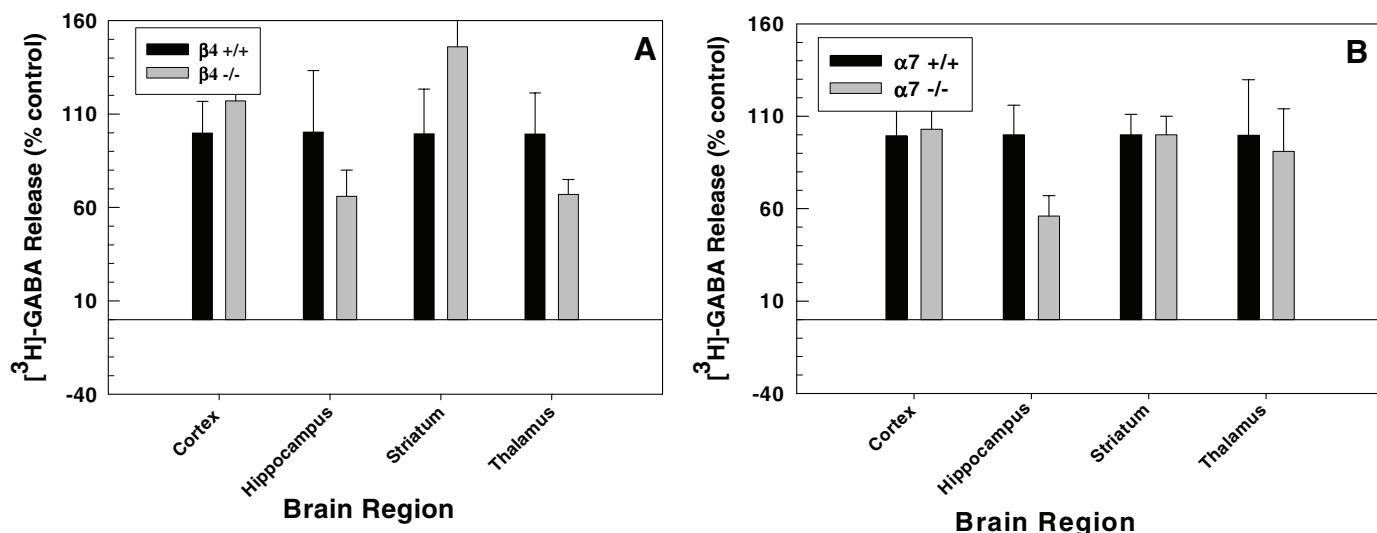 160
110
60
10
-40
[³H]-GABA Release (% control)
β4 +/+
β4 -/-
A
Cortex
Hippocampus
Striatum
Thalamus
Brain Region
160
110
60
10
-40
[³H]-GABA Release (% control)
α7 +/+
α7 -/-
B
Cortex
Hippocampus
Striatum
Thalamus
Brain Region